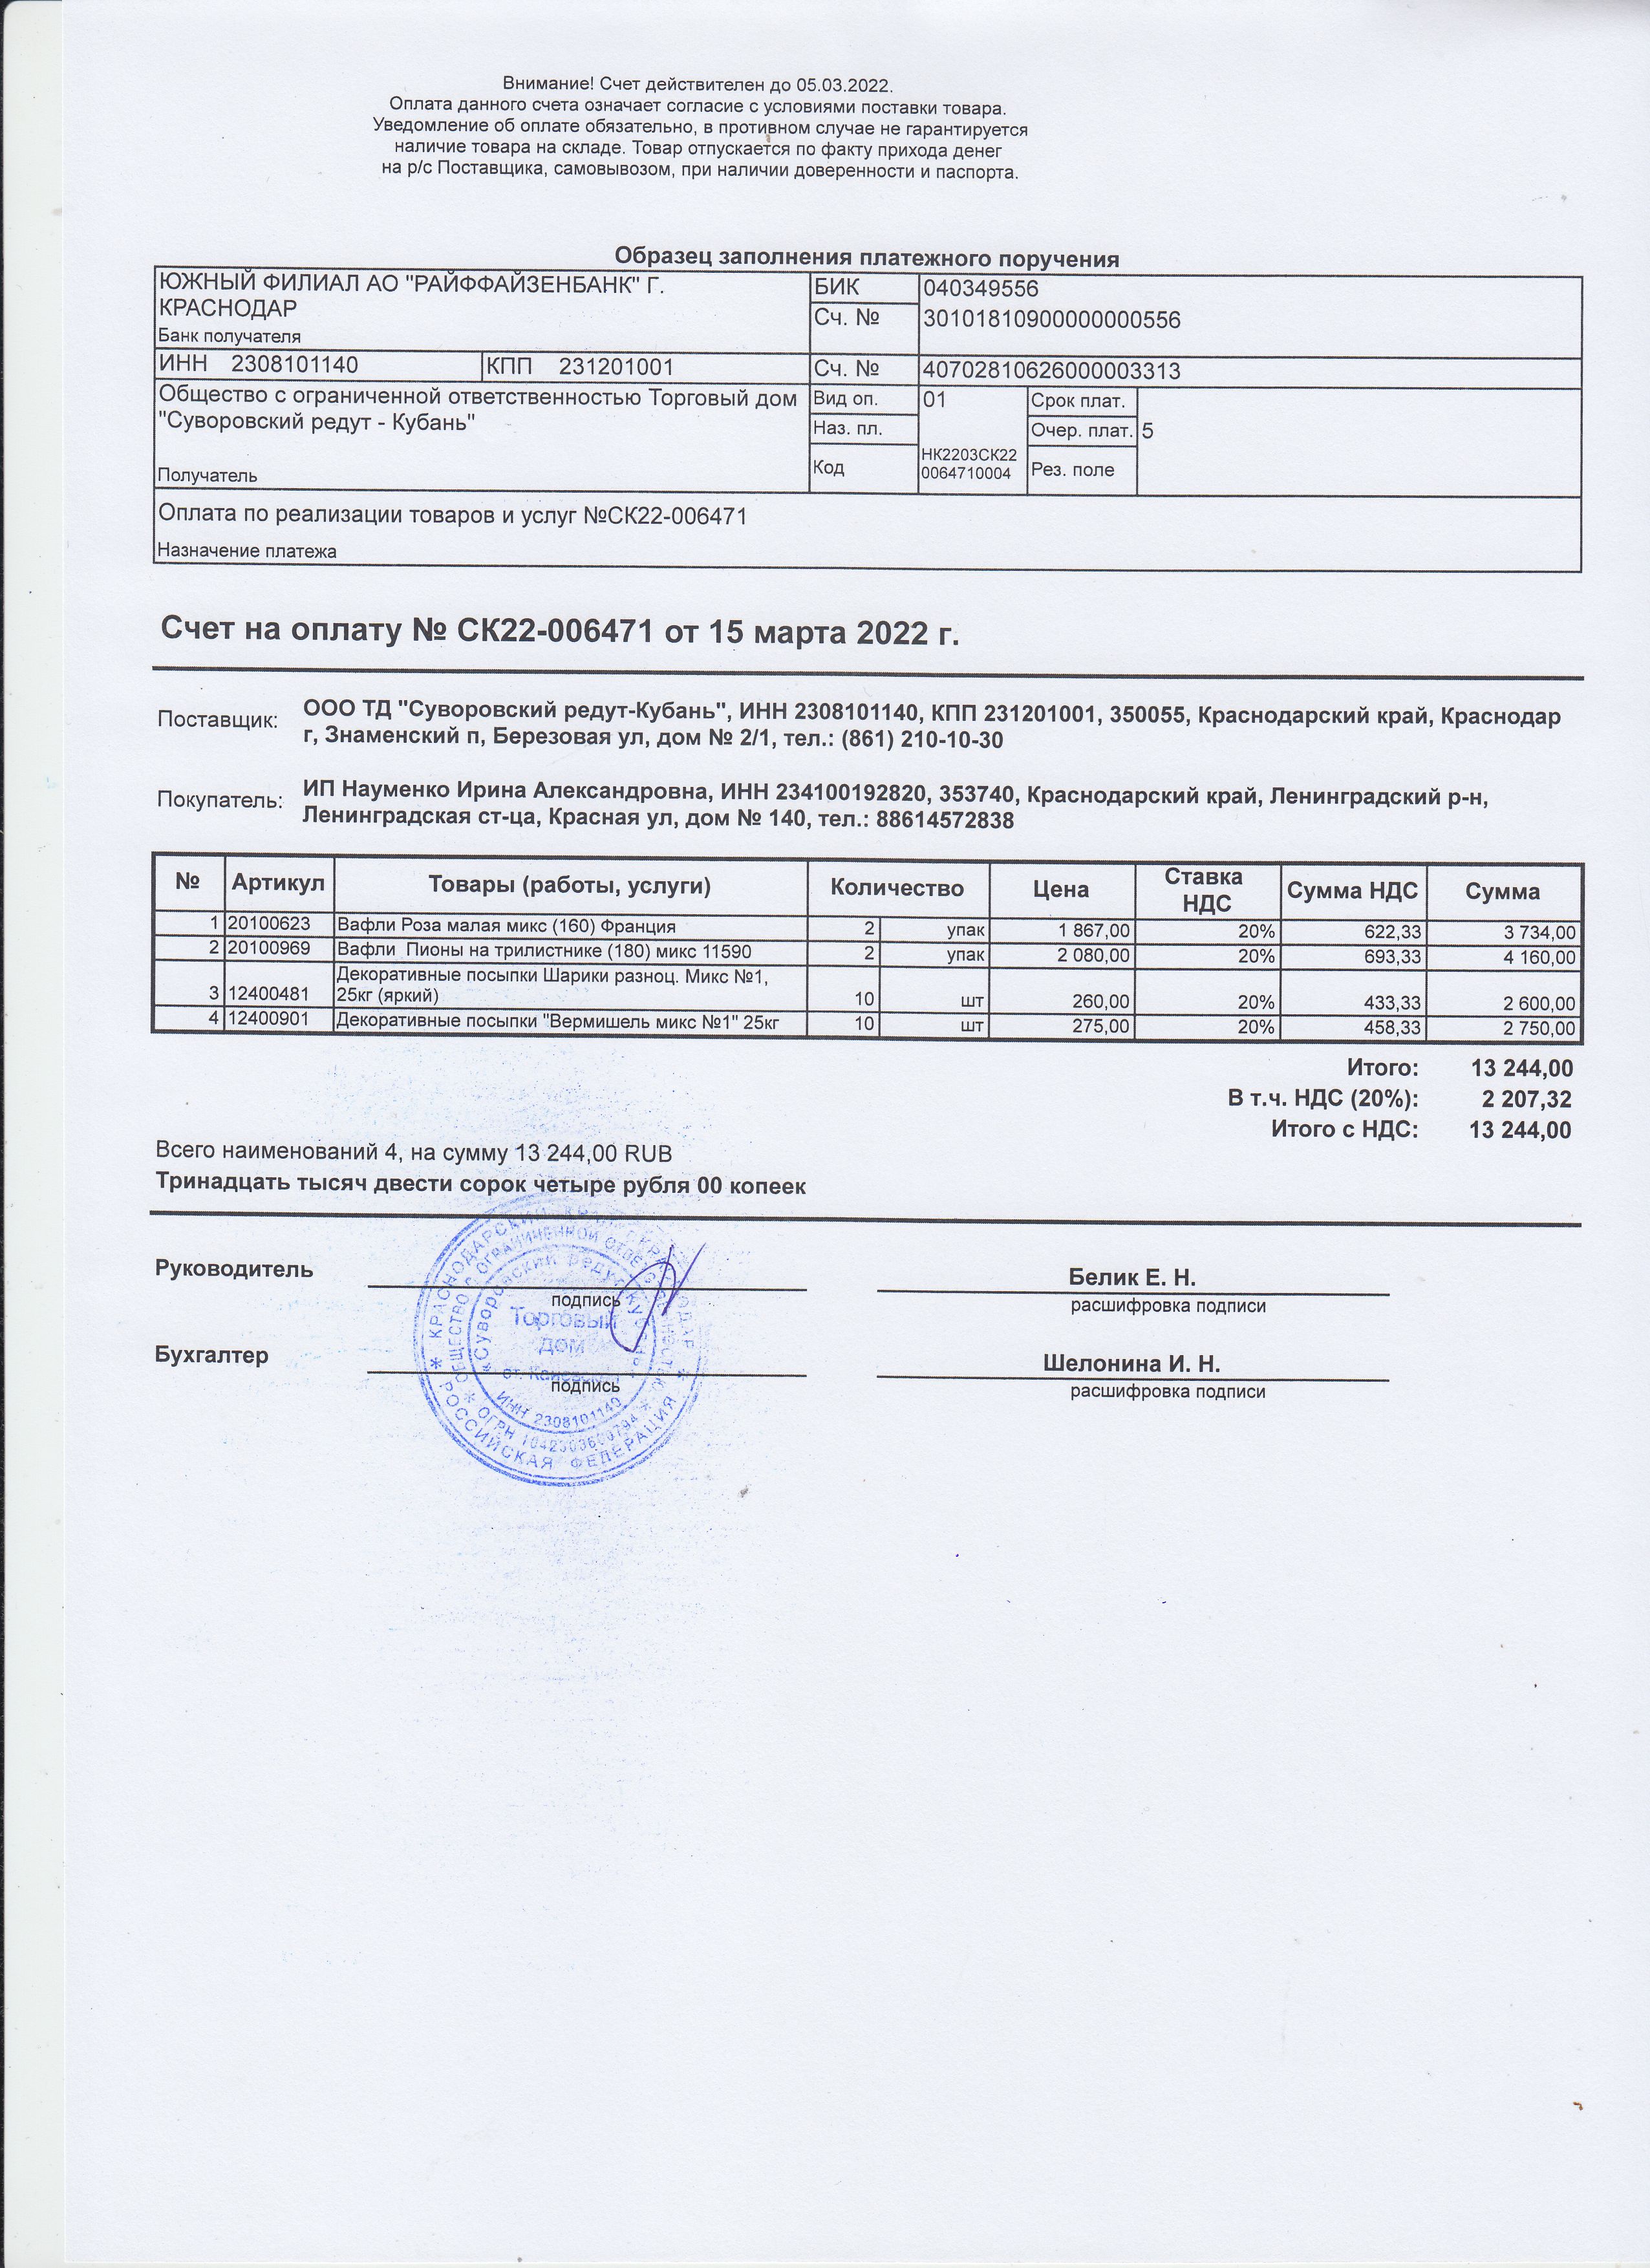 Внимание! Счет действителен до 05.03.2022.
Оплата данного счета означает согласие с условиями поставки товара.
Уведомление об оплате обязательно, в противном случае не гарантируется
наличие товара на складе. Товар отпускается по факту прихода денег
на р/с Поставщика, самовывозом, при наличии доверенности и паспорта.
Образец заполнения платежного поручения
ЮЖНЫЙ ФИЛИАЛ АО "РАЙФФАЙЗЕНБАНК" Г. БИК 040349556
КРАСНОДАР Сч. № 30101810900000000556
Банк получателя
ИНН 2308101140 КПП 231201001 Сч. № 40702810626000003313
Общество с ограниченной ответственностью Торговый дом Вид оп. 01 Срок плат.
"Суворовский редут - Кубань" Наз. пл. Очер. плат. 5
НК2203СК22
Получатель Код 0064710004 Рез. поле
Оплата по реализации товаров и услуг №СК22-006471
Назначение платежа
Счет на оплату № СК22-006471 от 15 марта 2022 г.
Поставщик: ООО ТД "Суворовский редут-Кубань", ИНН 2308101140, КПП 231201001, 350055, Краснодарский край, Краснодар
г, Знаменский п, Березовая ул, дом № 2/1, тел.: (861) 210-10-30
Покупатель: ИП Науменко Ирина Александровна, ИНН 234100192820, 353740, Краснодарский край, Ленинградский р-н,
Ленинградская ст-ца, Красная ул, дом № 140, тел.: 88614572838
№ Артикул Товары (работы, услуги) Количество Цена Ставка НДС Сумма НДС Сумма
1 20100623 Вафли Роза малая микс (160) Франция 2 упак 1 867,00 20% 622,33 3 734,00
2 20100969 Вафли Пионы на трилистнике (180) микс 11590 2 упак 2 080,00 20% 693,33 4 160,00
Декоративные посыпки Шарики разноц. Микс №1,
3 12400481 25кг (яркий) 10 шт 260,00 20% 433,33 2 600,00
4 12400901 Декоративные посыпки "Вермишель микс №1" 25кг 10 шт 275,00 20% 458,33 2 750,00
Итого: 13 244,00
В т.ч. НДС (20%): 2 207,32
Итого с НДС: 13 244,00
Всего наименований 4, на сумму 13 244,00 RUB
Тринадцать тысяч двести сорок четыре рубля 00 копеек
Руководитель Белик Е. Н.
подпись расшифровка подписи
Бухгалтер Шелонина И. Н.
подпись расшифровка подписи
КРАСНОДАРСКИЙ
РОССИЙСКАЯ ФЕДЕРАЦИЯ
ОБЩЕСТВО С ОГРАНИЧЕННОЙ
«Суворовский редут
Торговый
дом
ИНН 2308101140
ОГРН